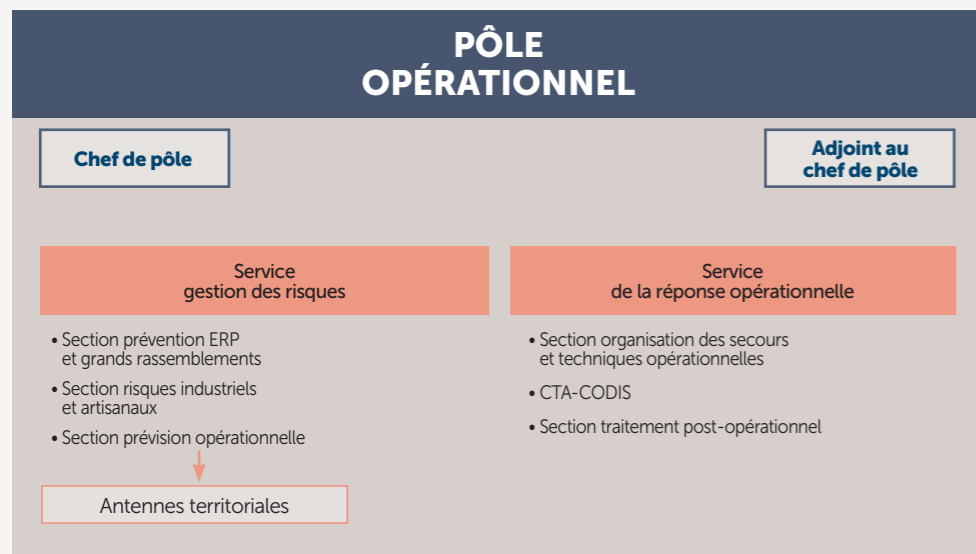 PÔLE
OPÉRATIONNEL
Chef de pôle
Adjoint au
chef de pôle
Service
gestion des risques
• Section prévention ERP
et grands rassemblements
• Section risques industriels
et artisanaux
• Section prévision opérationnelle
Antennes territoriales
Service
de la réponse opérationnelle
• Section organisation des secours
et techniques opérationnelles
• CTA-CODIS
• Section traitement post-opérationnel